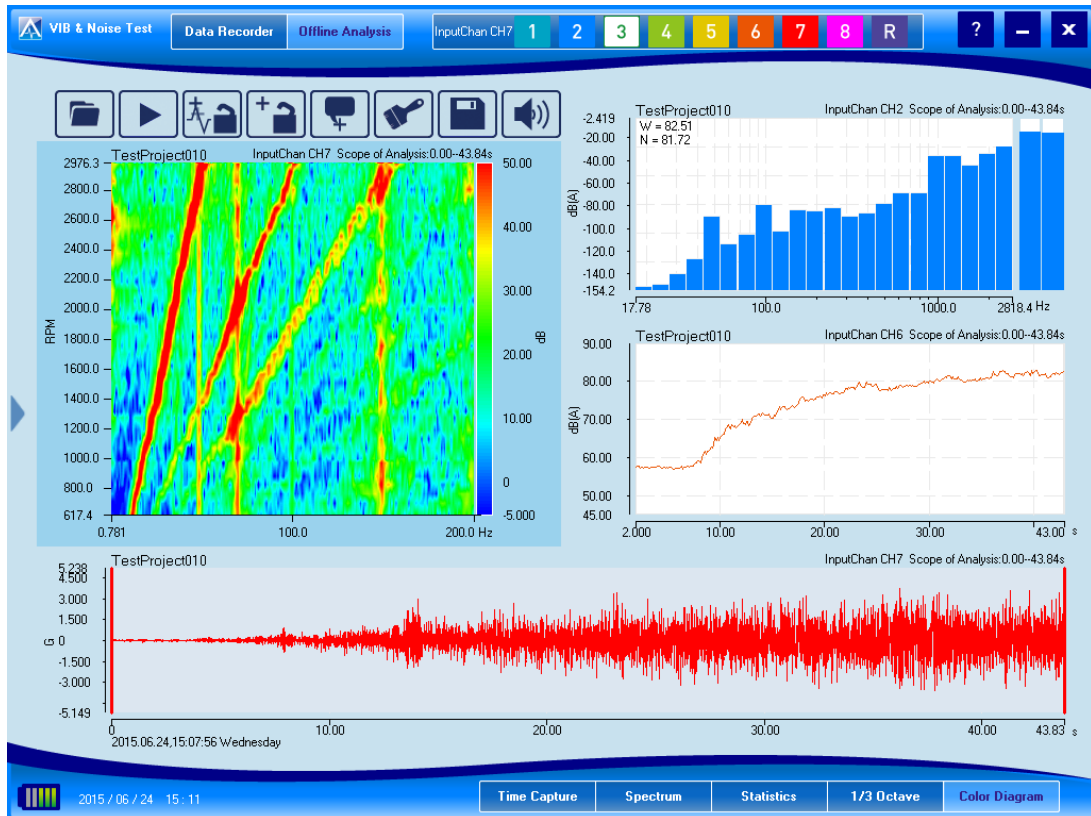 VIB & Noise Test
Data Recorder
Offline Analysis
InputChan CH7 1 2 3 4 5 6 7 8 R
?
TestProject010
InputChan CH7 Scope of Analysis:0.00--43.84s
2976.3
2800.0
2600.0
2400.0
2200.0
2000.0
1800.0
1600.0
1400.0
1200.0
1000.0
800.0
617.4
RPM
0.781 100.0 200.0 Hz
50.00
40.00
30.00
20.00
10.00
0
-5.000
dB
TestProject010
InputChan CH2 Scope of Analysis:0.00--43.84s
W = 82.51
N = 81.72
-2.419
-20.00
-40.00
-60.00
-80.00
-100.0
-120.0
-140.0
-154.2
dB(A)
17.78 100.0 1000.0 2818.4 Hz
TestProject010
InputChan CH6 Scope of Analysis:0.00--43.84s
90.00
80.00
70.00
60.00
50.00
45.00
dB(A)
2.000 10.00 20.00 30.00 43.00 s
TestProject010
InputChan CH7 Scope of Analysis:0.00--43.84s
5.238
4.500
3.000
1.500
0
-1.500
-3.000
-5.149
G
0 10.00 20.00 30.00 40.00 43.83 s
2015.06.24,15:07:56 Wednesday
2015 / 06 / 24 15 : 11
Time Capture
Spectrum
Statistics
1/3 Octave
Color Diagram